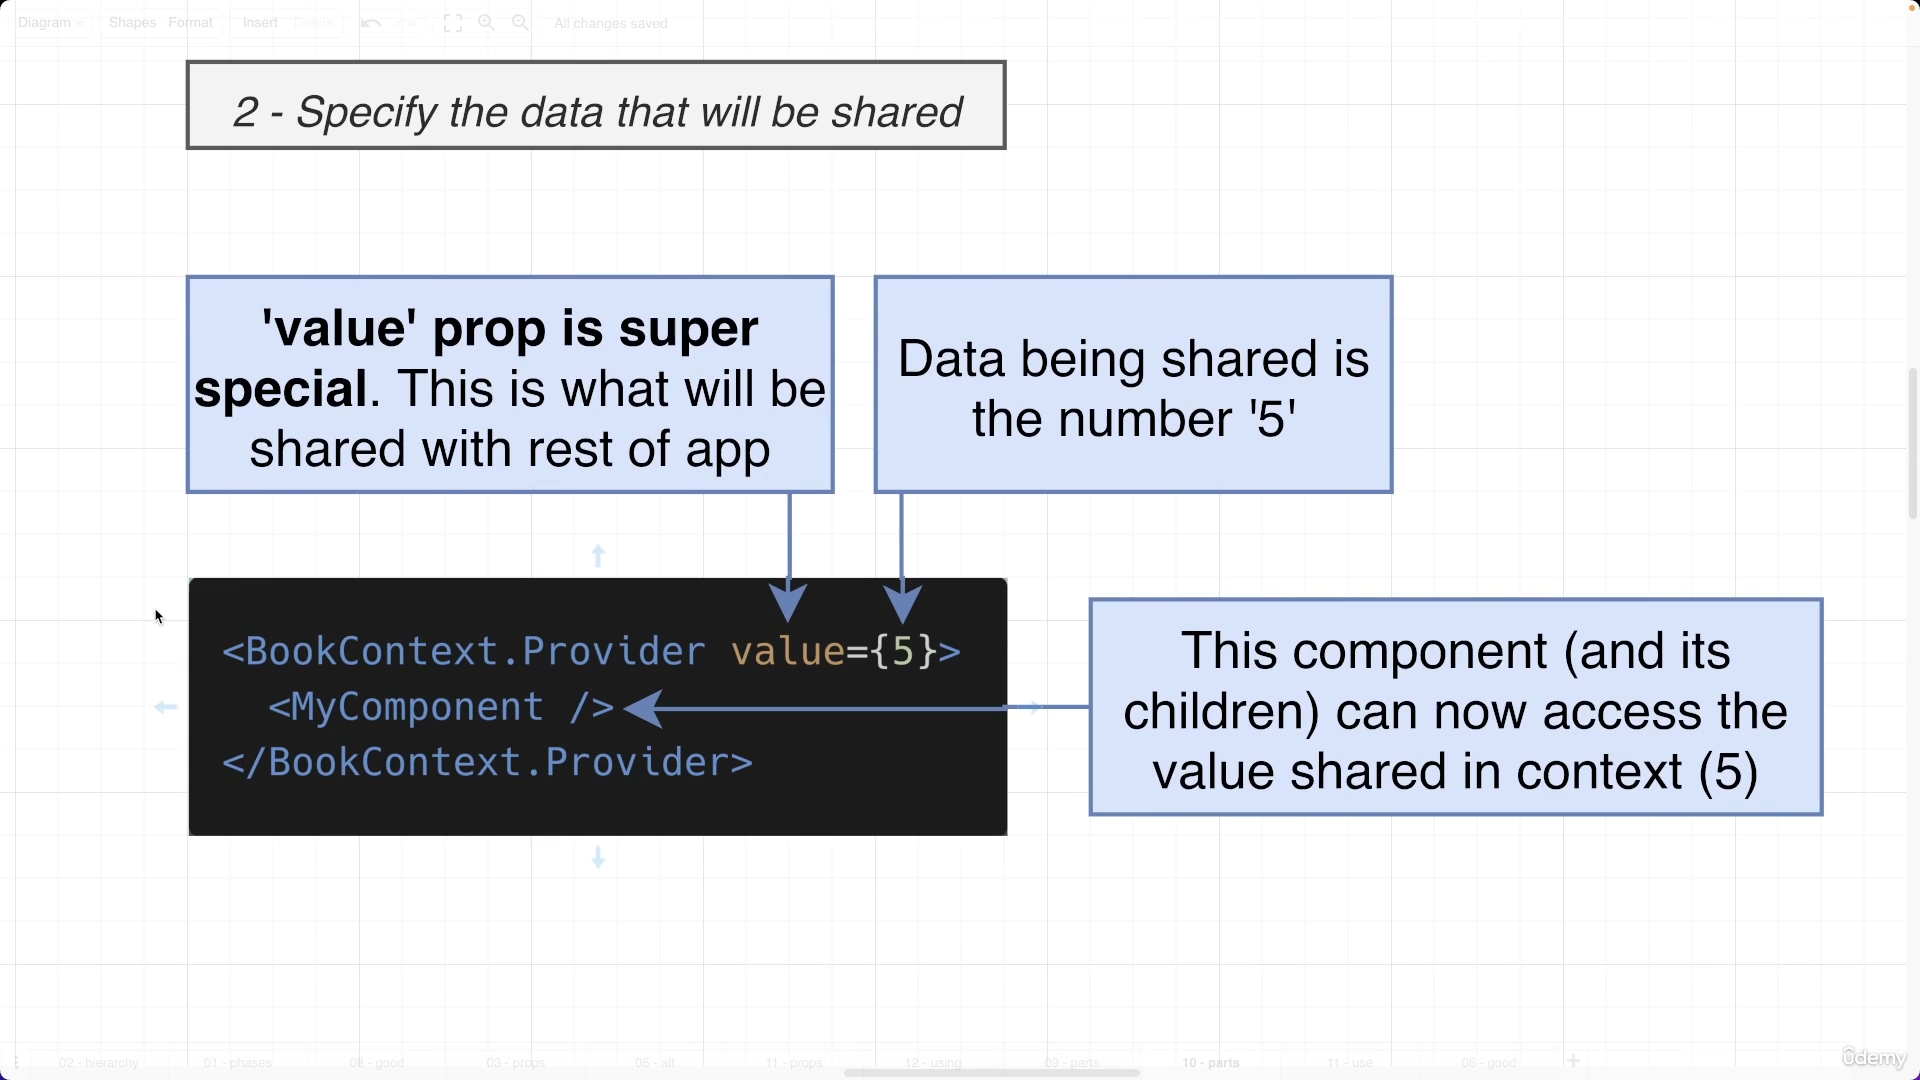 Diagram Shapes Format Insert Delete All changes saved
2 - Specify the data that will be shared
'value' prop is super
special. This is what will be
shared with rest of app
Data being shared is
the number '5'
<BookContext.Provider value={5}>
<MyComponent />
</BookContext.Provider>
This component (and its
children) can now access the
value shared in context (5)
02 - hierarchy 01 - phases 08 - good 03 - props 05 - alt 11 - props 12 - using 09 - parts 10 - parts 11 - use 06 - good
ûdemy